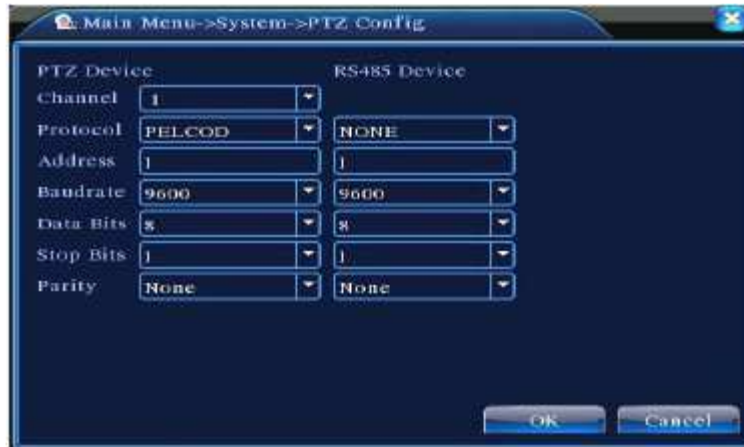 Main Menu->System->PTZ Config
PTZ Device RS485 Device
Channel 1
Protocol PELCOD NONE
Address 1 1
Baudrate 9600 9600
Data Bits 8 8
Stop Bits 1 1
Parity None None
OK Cancel